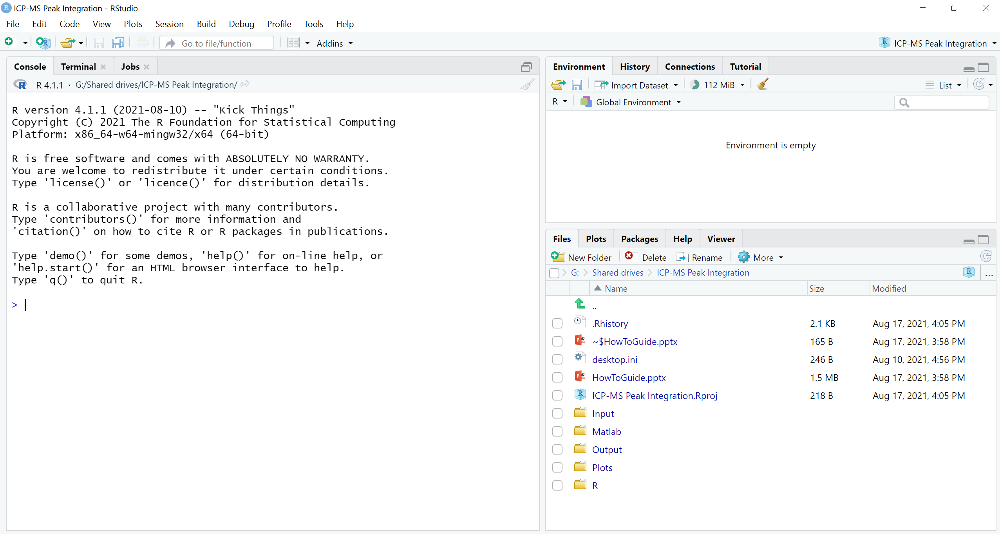 ICP-MS Peak Integration - RStudio
File Edit Code View Plots Session Build Debug Profile Tools Help
Go to file/function Addins ICP-MS Peak Integration
Console Terminal Jobs
R 4.1.1 · G:/Shared drives/ICP-MS Peak Integration/
R version 4.1.1 (2021-08-10) -- "Kick Things"
Copyright (C) 2021 The R Foundation for Statistical Computing
Platform: x86_64-w64-mingw32/x64 (64-bit)
R is free software and comes with ABSOLUTELY NO WARRANTY.
You are welcome to redistribute it under certain conditions.
Type 'license()' or 'licence()' for distribution details.
R is a collaborative project with many contributors.
Type 'contributors()' for more information and
'citation()' on how to cite R or R packages in publications.
Type 'demo()' for some demos, 'help()' for on-line help, or
'help.start()' for an HTML browser interface to help.
Type 'q()' to quit R.
>
Environment History Connections Tutorial
Import Dataset 112 MiB List
R Global Environment
Environment is empty
Files Plots Packages Help Viewer
New Folder Delete Rename More
G: Shared drives ICP-MS Peak Integration ...
Name Size Modified
..
.Rhistory 2.1 KB Aug 17, 2021, 4:05 PM
~$HowToGuide.pptx 165 B Aug 17, 2021, 3:58 PM
desktop.ini 246 B Aug 10, 2021, 4:56 PM
HowToGuide.pptx 1.5 MB Aug 17, 2021, 3:58 PM
ICP-MS Peak Integration.Rproj 218 B Aug 17, 2021, 4:05 PM
Input
Matlab
Output
Plots
R